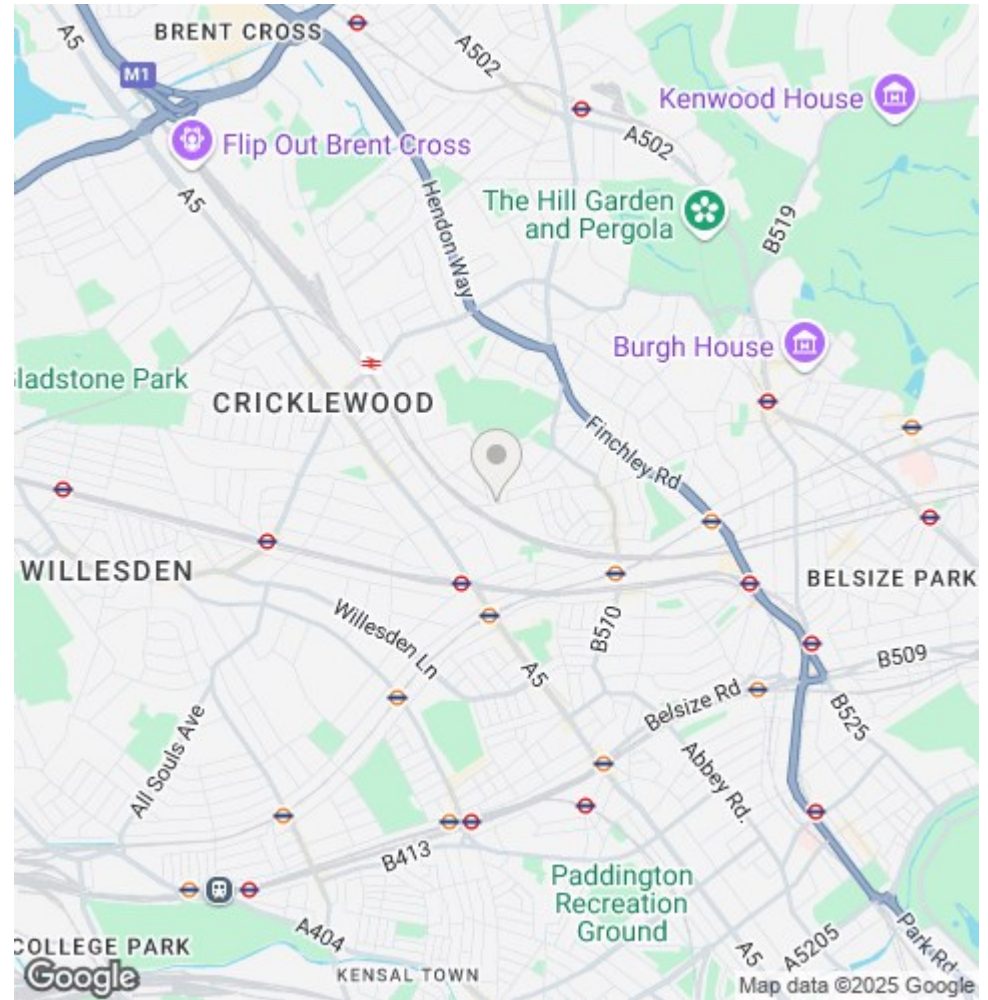 BRENT CROSS
A5
A502
M1
Kenwood House
Flip Out Brent Cross
A502
A5
The Hill Garden
and Pergola
Hendon Way
B519
Burgh House
Gladstone Park
CRICKLEWOOD
Finchley Rd
WILLESDEN
BELSIZE PARK
Willesden Ln
B570
A5
B509
Belsize Rd
B525
All Souls Ave
Abbey Rd.
B413
Paddington
Recreation
Ground
A404
COLLEGE PARK
A5
A5205
Park Rd
KENSAL TOWN
Google
Map data ©2025 Google